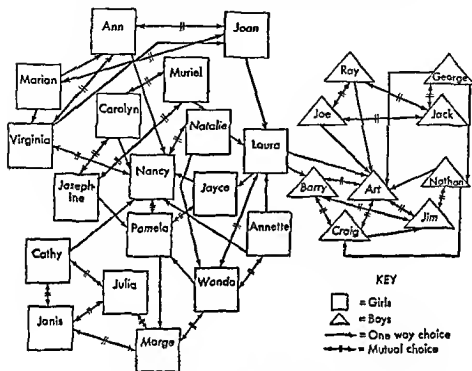 Ann
Joan
Marian
Muriel
Ray
George
Carolyn
Virginia
Natalie
Joe
Jack
Laura
Nancy
Jayce
Barry
Art
Nathan
Jazeph-
ine
Pamela
Annette
Craig
Jim
Cathy
Julia
Wanda
Janis
Marge
KEY
= Girls
= Boys
= One way choice
= Mutual choice